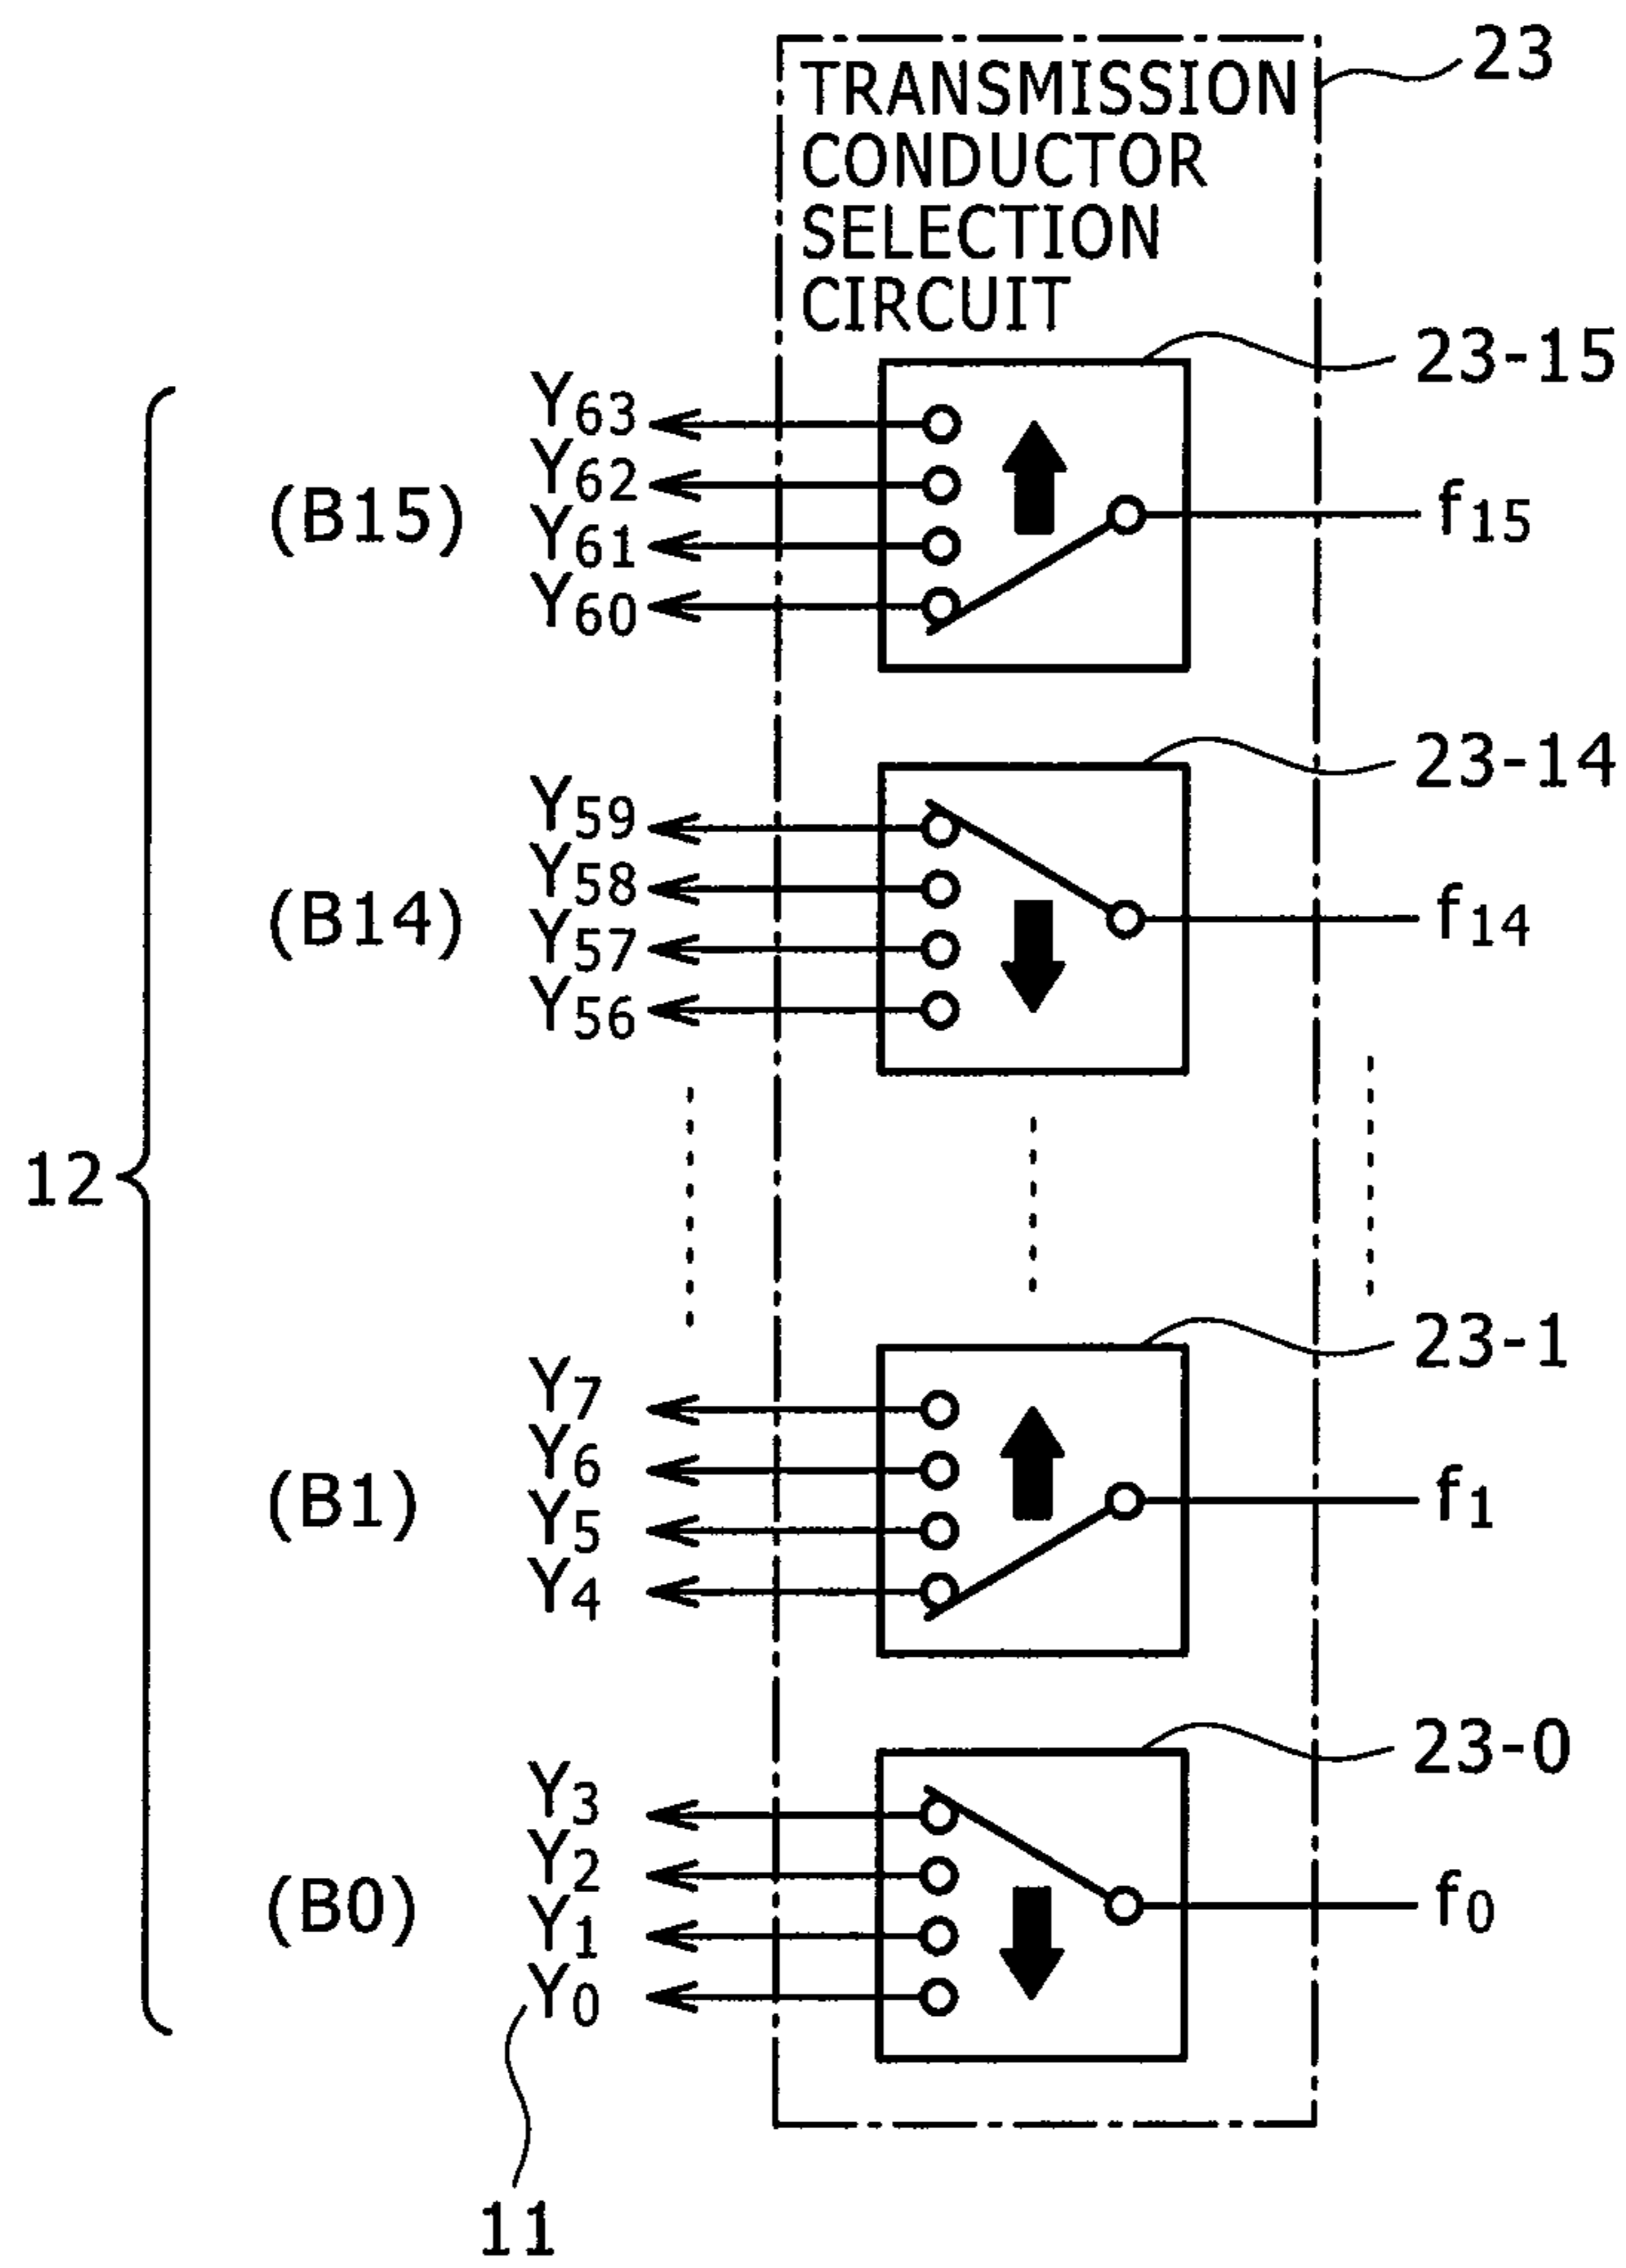 23
TRANSMISSION
CONDUCTOR
SELECTION
CIRCUIT
23-15
Y63
Y62
(B15)
Y61
f15
Y60
23-14
Y59
Y58
(B14)
Y57
f14
Y56
12
23-1
Y7
Y6
(B1)
Y5
f1
Y4
23-0
Y3
Y2
(B0)
Y1
f0
Y0
11